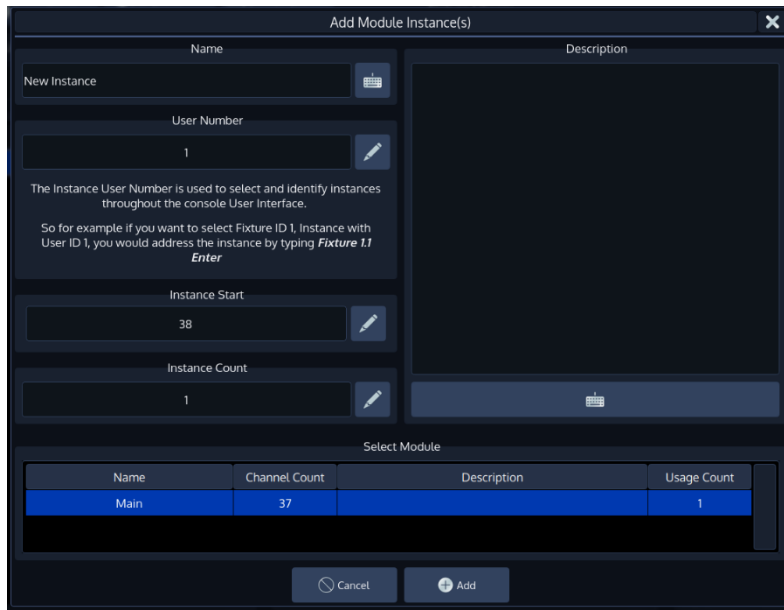 Add Module Instance(s)
Name
New Instance
User Number
1
The Instance User Number is used to select and identify instances
throughout the console User Interface.
So for example if you want to select Fixture ID 1, Instance with
User ID 1, you would address the instance by typing Fixture 1.1
Enter
Instance Start
38
Instance Count
1
Description
Select Module
Name Channel Count Description Usage Count
Main 37 1
Cancel Add